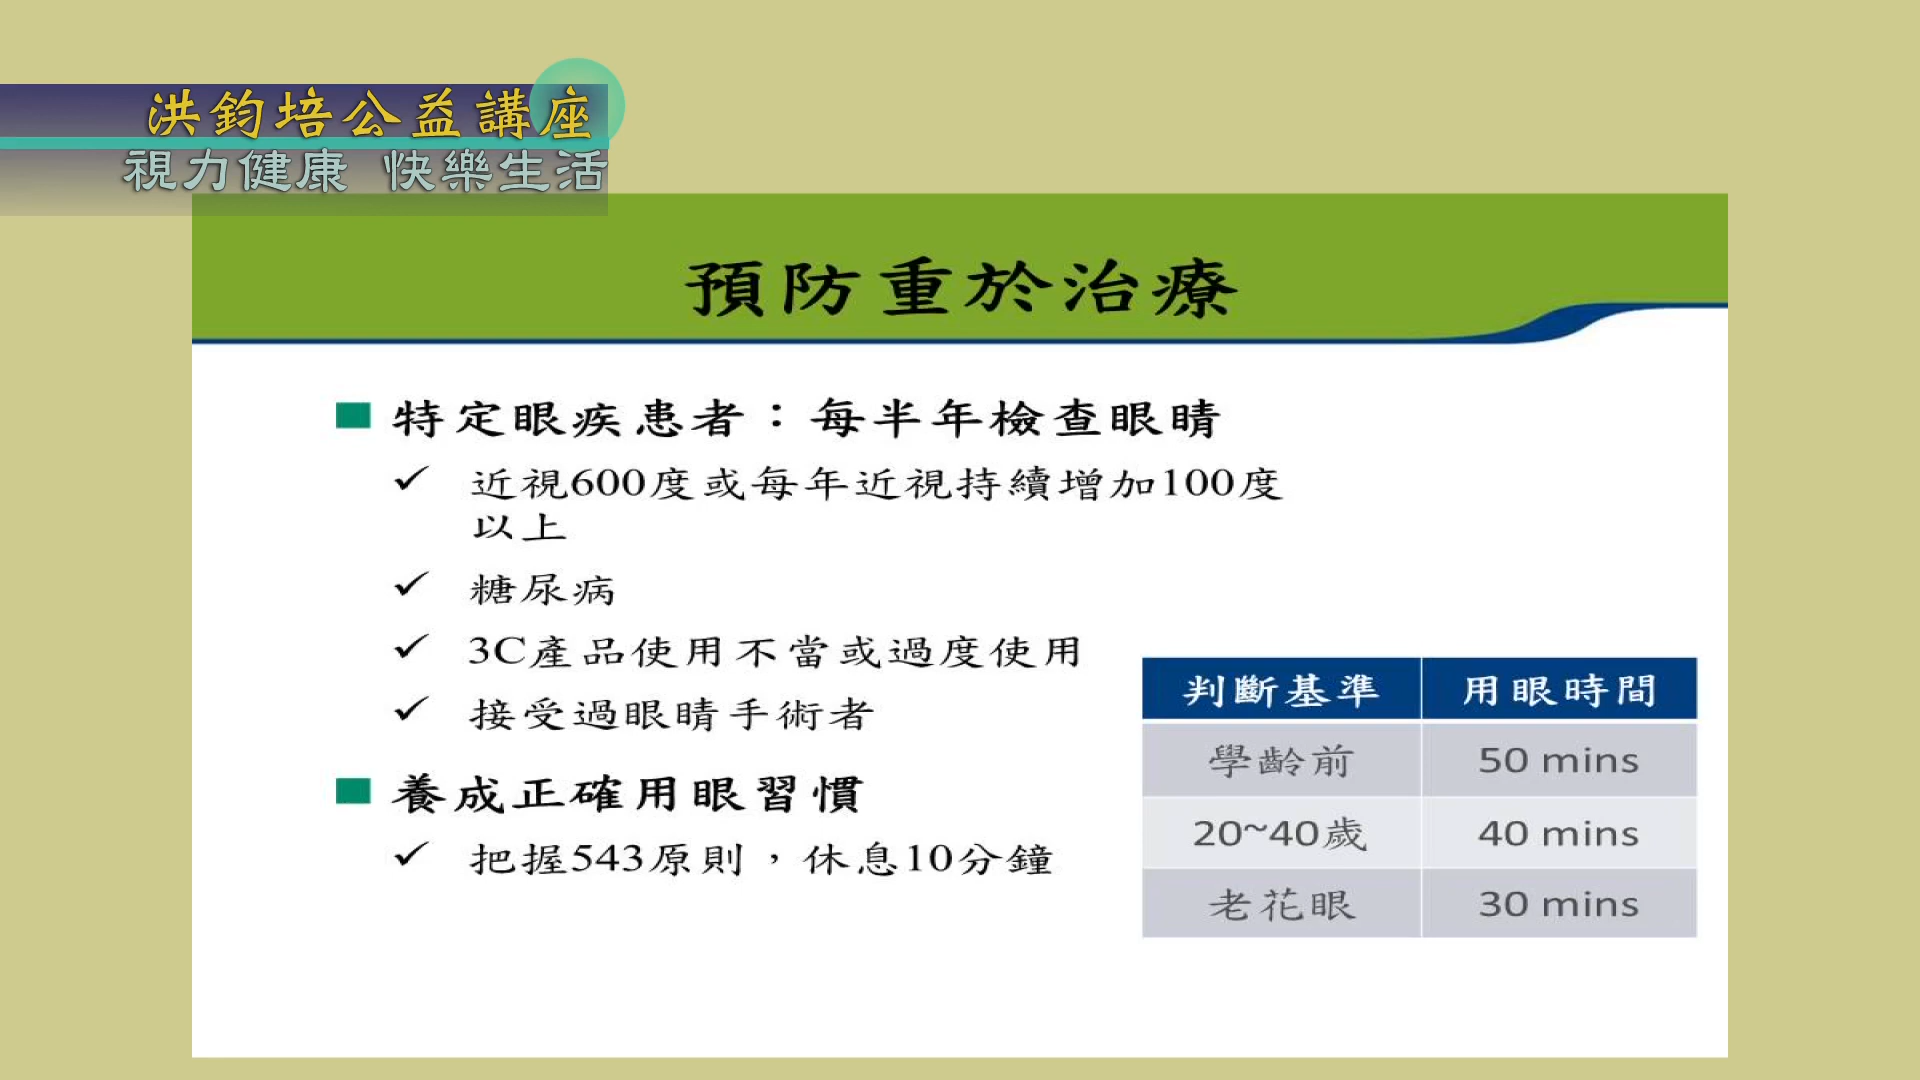 洪鈞培公益講座
視力健康 快樂生活
預防重於治療
特定眼疾患者：每半年檢查眼睛
近視600度或每年近視持續增加100度
以上
糖尿病
3C產品使用不當或過度使用
接受過眼睛手術者
養成正確用眼習慣
把握543原則，休息10分鐘
判斷基準 用眼時間
學齡前 50 mins
20~40歲 40 mins
老花眼 30 mins